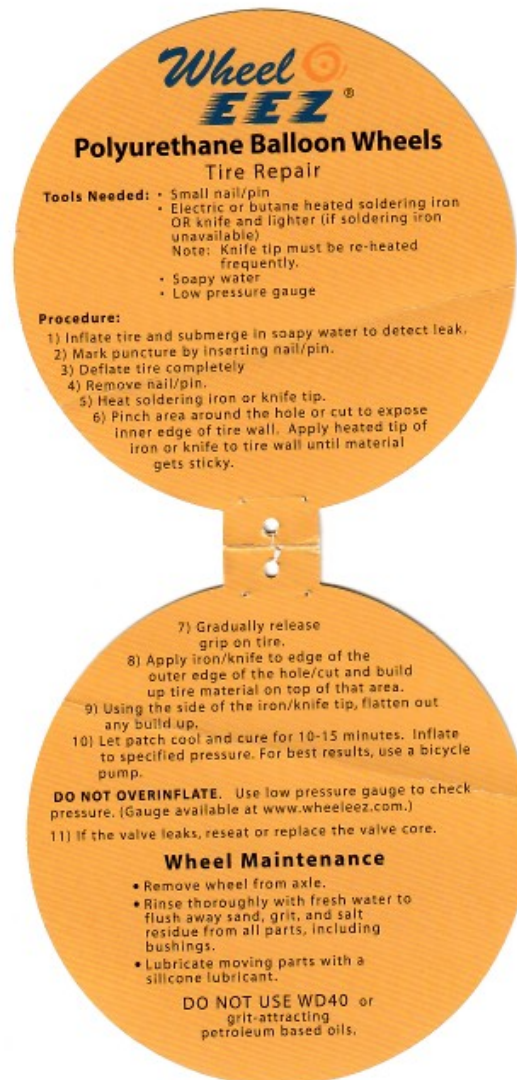 Wheel
EEZ®
Polyurethane Balloon Wheels
Tire Repair
Tools Needed: • Small nail/pin
• Electric or butane heated soldering iron
OR knife and lighter (if soldering iron
unavailable)
Note: Knife tip must be re-heated
frequently.
• Soapy water
• Low pressure gauge
Procedure:
1) Inflate tire and submerge in soapy water to detect leak.
2) Mark puncture by inserting nail/pin.
3) Deflate tire completely
4) Remove nail/pin.
5) Heat soldering iron or knife tip.
6) Pinch area around the hole or cut to expose
inner edge of tire wall. Apply heated tip of
iron or knife to tire wall until material
gets sticky.
7) Gradually release
grip on tire.
8) Apply iron/knife to edge of the
outer edge of the hole/cut and build
up tire material on top of that area.
9) Using the side of the iron/knife tip, flatten out
any build up.
10) Let patch cool and cure for 10-15 minutes. Inflate
to specified pressure. For best results, use a bicycle
pump.
DO NOT OVERINFLATE. Use low pressure gauge to check
pressure. (Gauge available at www.wheeleez.com.)
11) If the valve leaks, reseat or replace the valve core.
Wheel Maintenance
• Remove wheel from axle.
• Rinse thoroughly with fresh water to
flush away sand, grit, and salt
residue from all parts, including
bushings.
• Lubricate moving parts with a
silicone lubricant.
DO NOT USE WD40 or
grit-attracting
petroleum based oils.